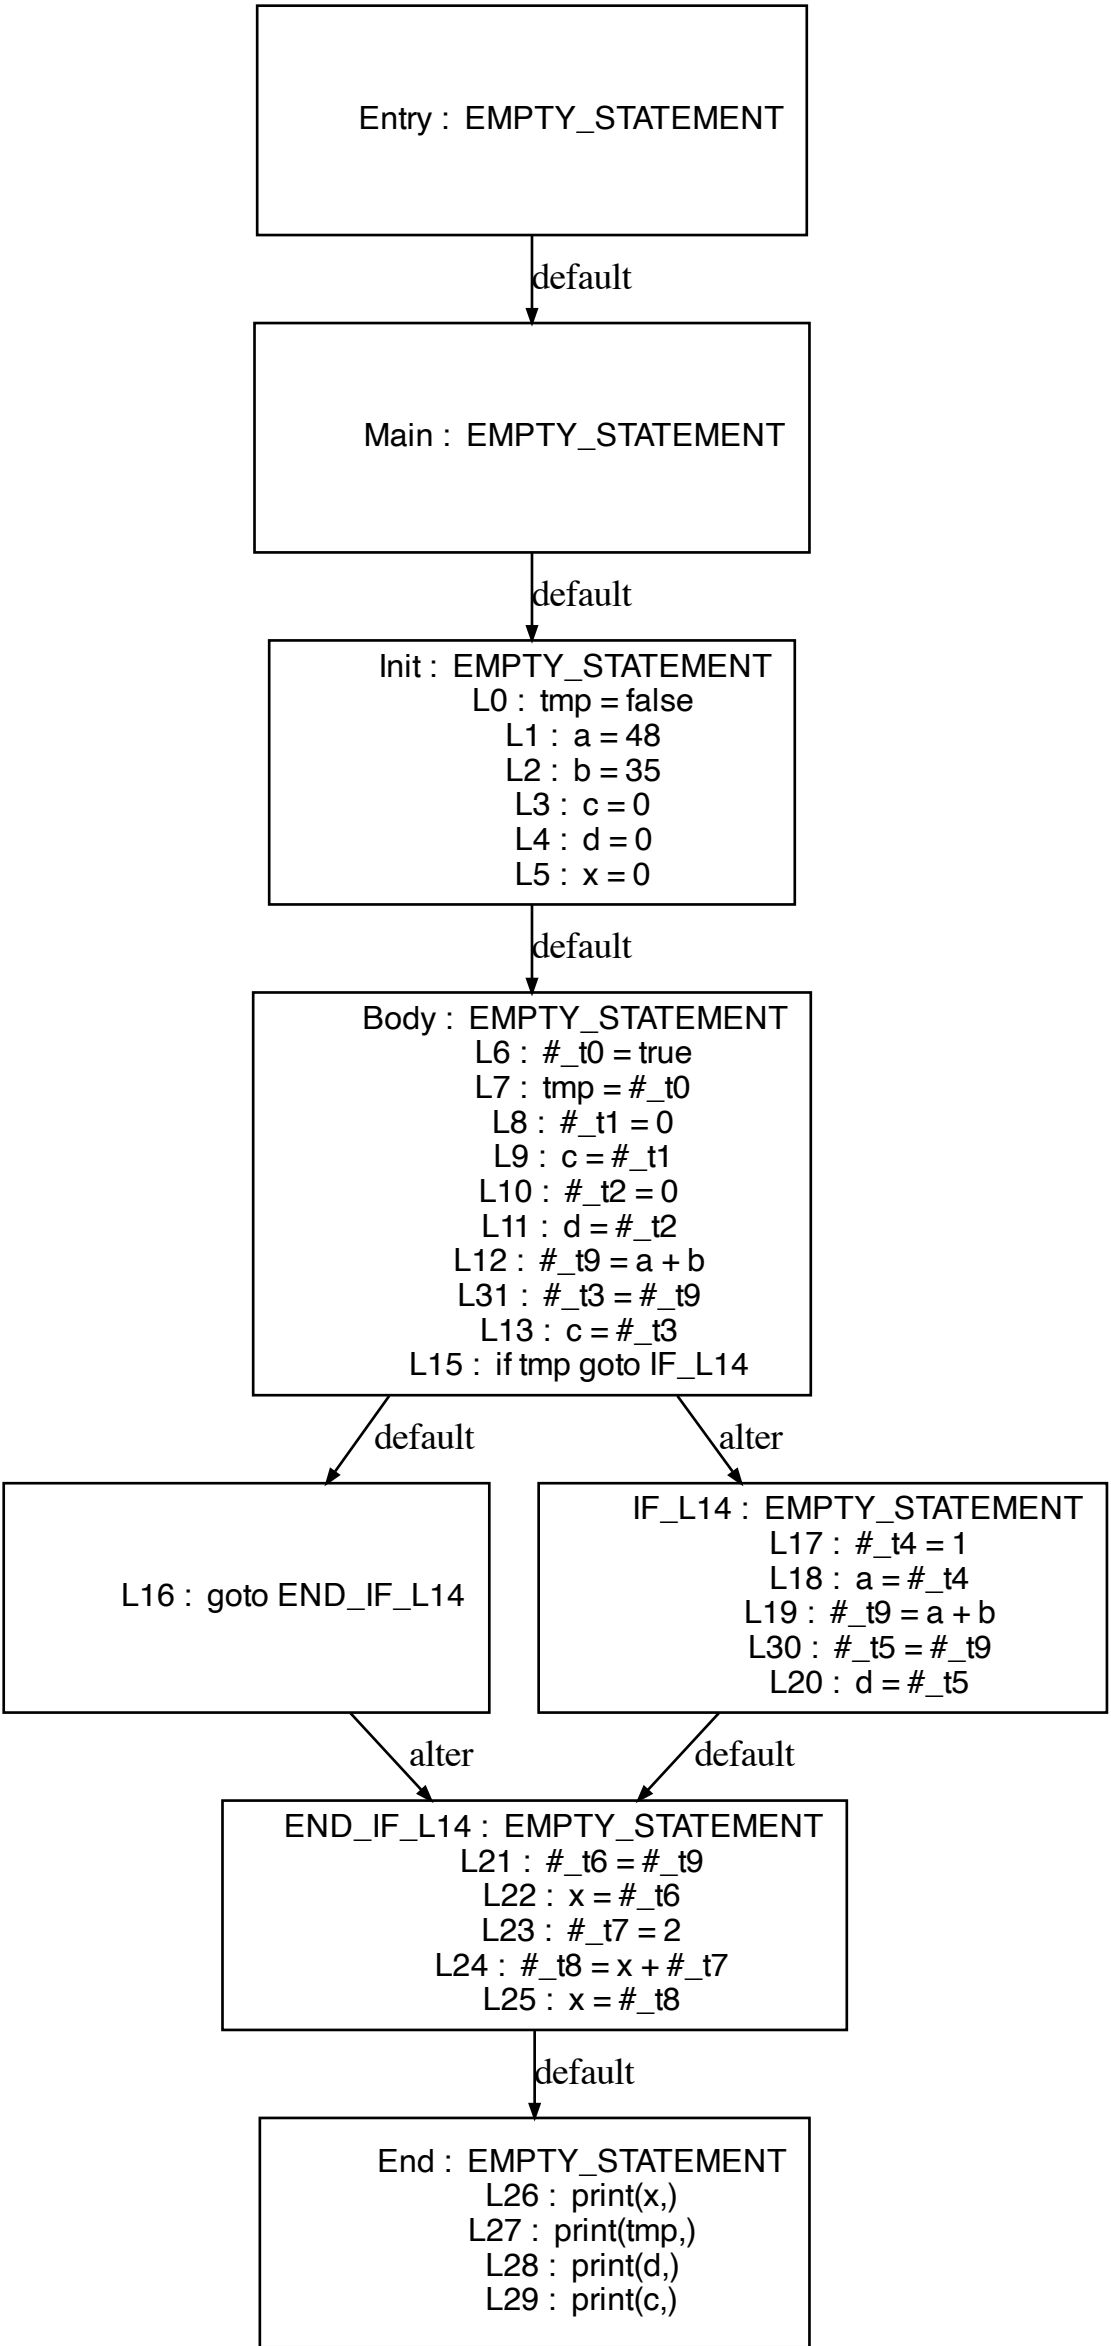 Entry : EMPTY_STATEMENT
default
Main : EMPTY_STATEMENT
default
Init : EMPTY_STATEMENT
L0 : tmp = false
L1 : a = 48
L2 : b = 35
L3 : c = 0
L4 : d = 0
L5 : x = 0
default
Body : EMPTY_STATEMENT
L6 : #_t0 = true
L7 : tmp = #_t0
L8 : #_t1 = 0
L9 : c = #_t1
L10 : #_t2 = 0
L11 : d = #_t2
L12 : #_t9 = a + b
L31 : #_t3 = #_t9
L13 : c = #_t3
L15 : if tmp goto IF_L14
default
alter
L16 : goto END_IF_L14
IF_L14 : EMPTY_STATEMENT
L17 : #_t4 = 1
L18 : a = #_t4
L19 : #_t9 = a + b
L30 : #_t5 = #_t9
L20 : d = #_t5
alter
default
END_IF_L14 : EMPTY_STATEMENT
L21 : #_t6 = #_t9
L22 : x = #_t6
L23 : #_t7 = 2
L24 : #_t8 = x + #_t7
L25 : x = #_t8
default
End : EMPTY_STATEMENT
L26 : print(x,)
L27 : print(tmp,)
L28 : print(d,)
L29 : print(c,)